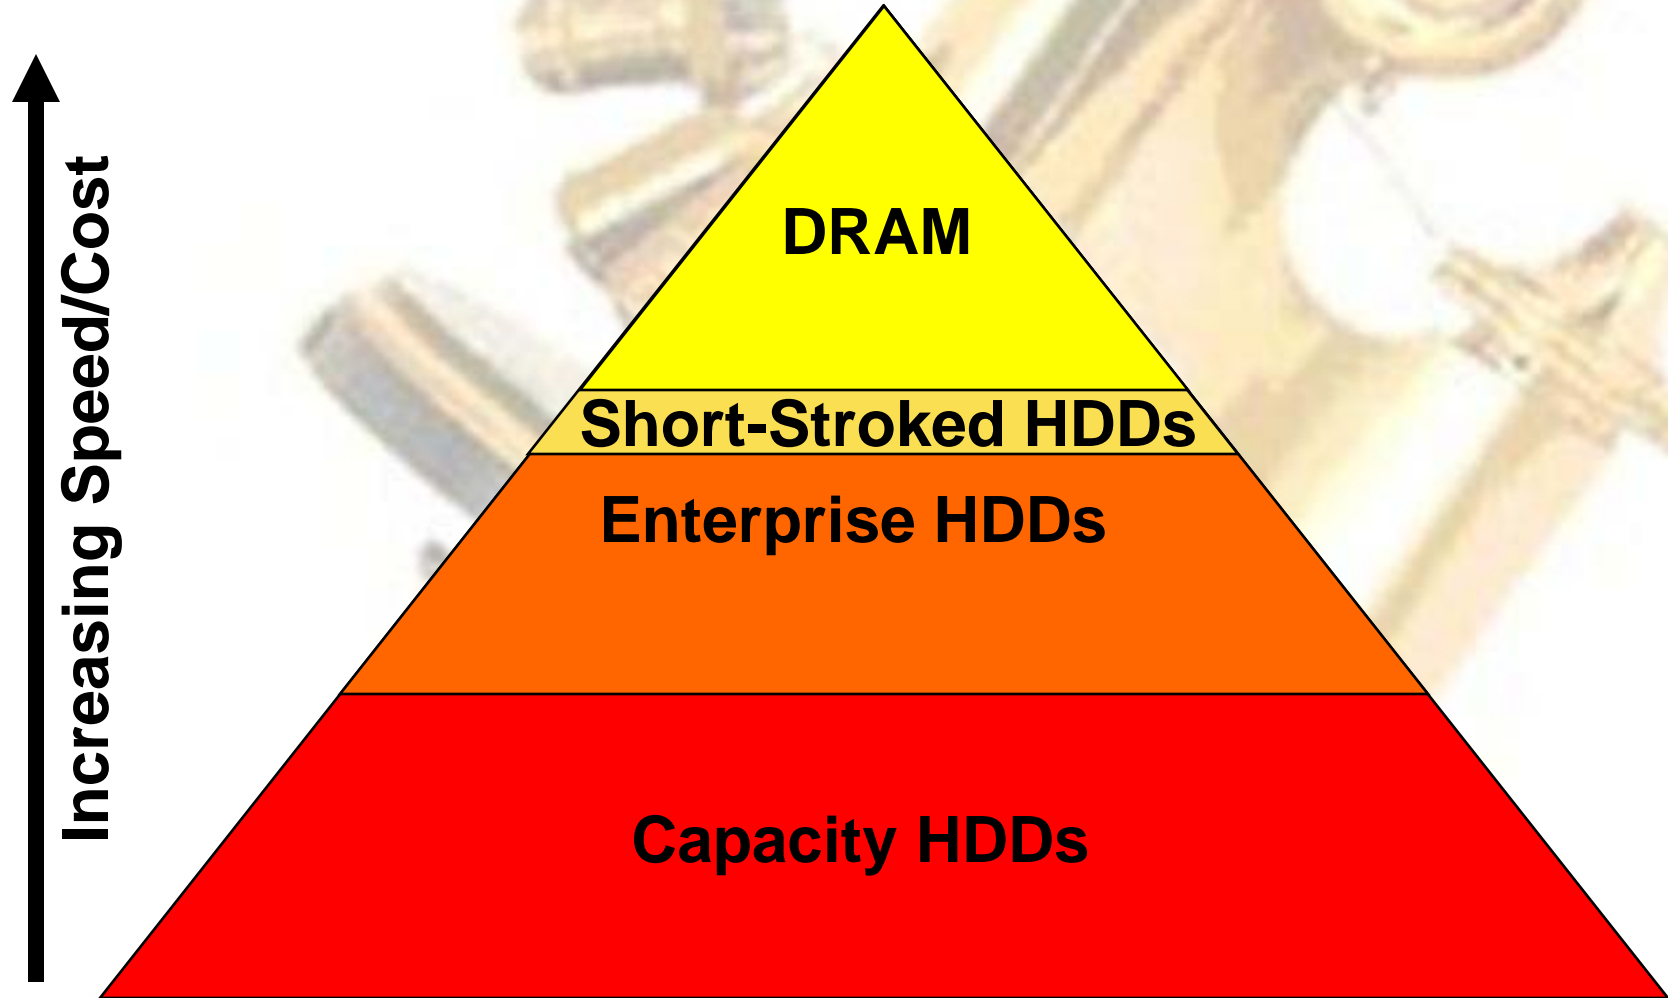 Increasing Speed/Cost
DRAM
Short-Stroked HDDs
Enterprise HDDs
Capacity HDDs